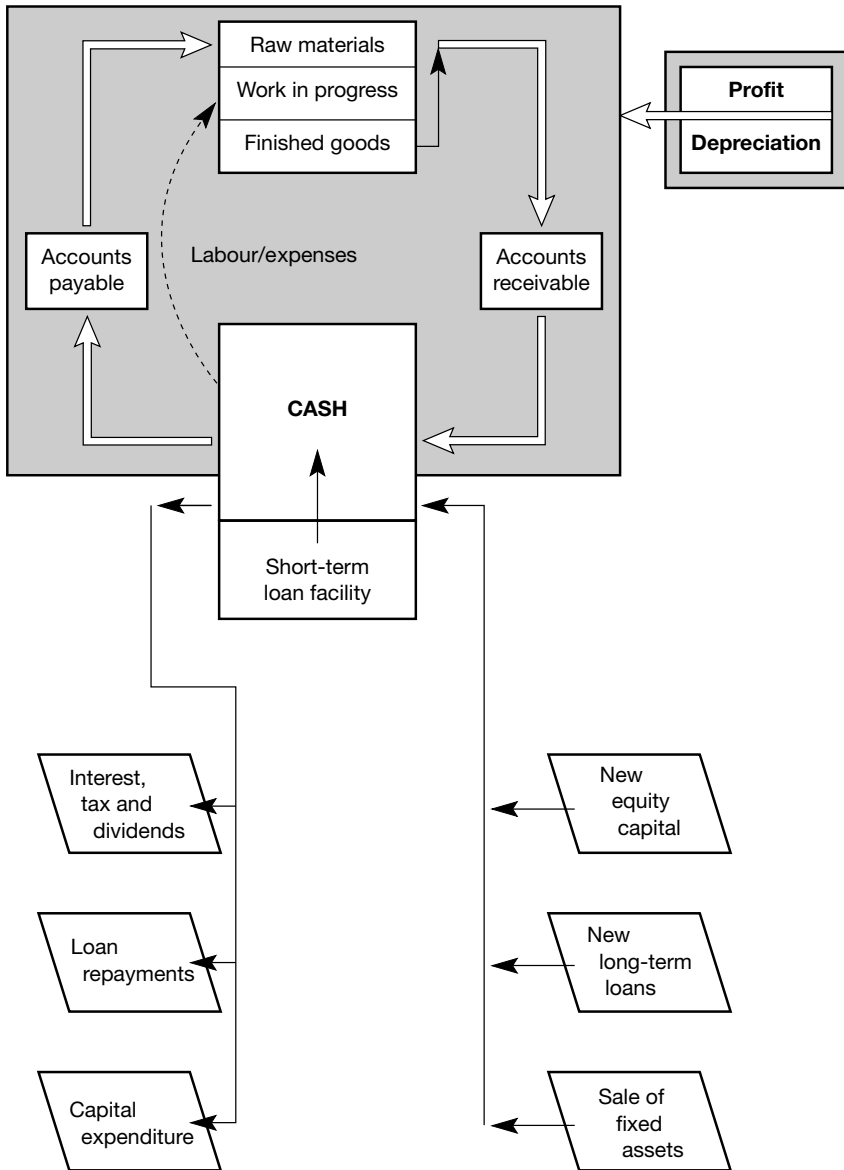 Raw materials
Work in progress
Finished goods
Profit
Depreciation
Accounts
payable
Labour/expenses
Accounts
receivable
CASH
Short-term
loan facility
Interest,
tax and
dividends
New
equity
capital
Loan
repayments
New
long-term
loans
Capital
expenditure
Sale of
fixed
assets